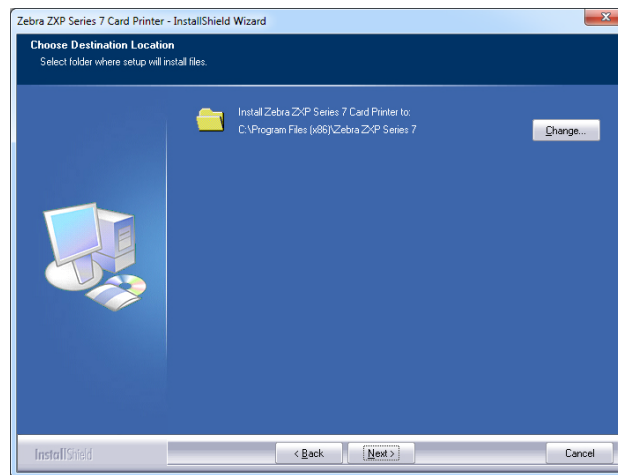 Zebra ZXP Series 7 Card Printer - InstallShield Wizard
Choose Destination Location
Select folder where setup will install files.
Install Zebra ZXP Series 7 Card Printer to:
C:\Program Files (x86)\Zebra ZXP Series 7
Change...
InstallShield
< Back
Next >
Cancel